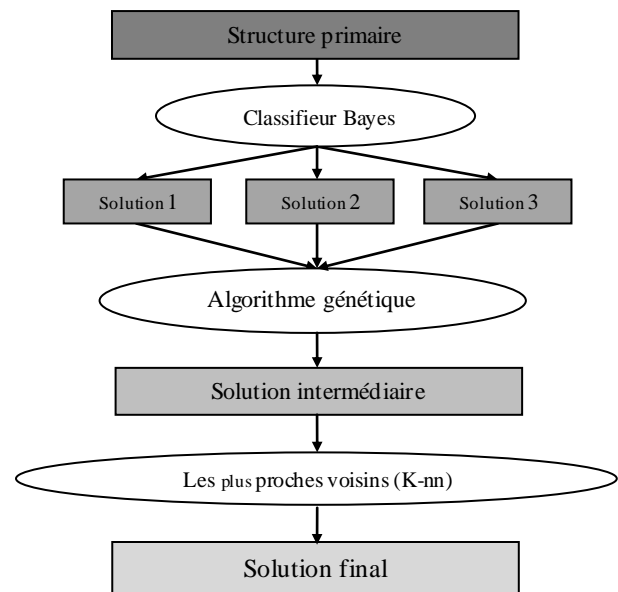 Structure primaire
Classifieur Bayes
Solution 1
Solution 2
Solution 3
Algorithme génétique
Solution intermédiaire
Les plus proches voisins (K-nn)
Solution final